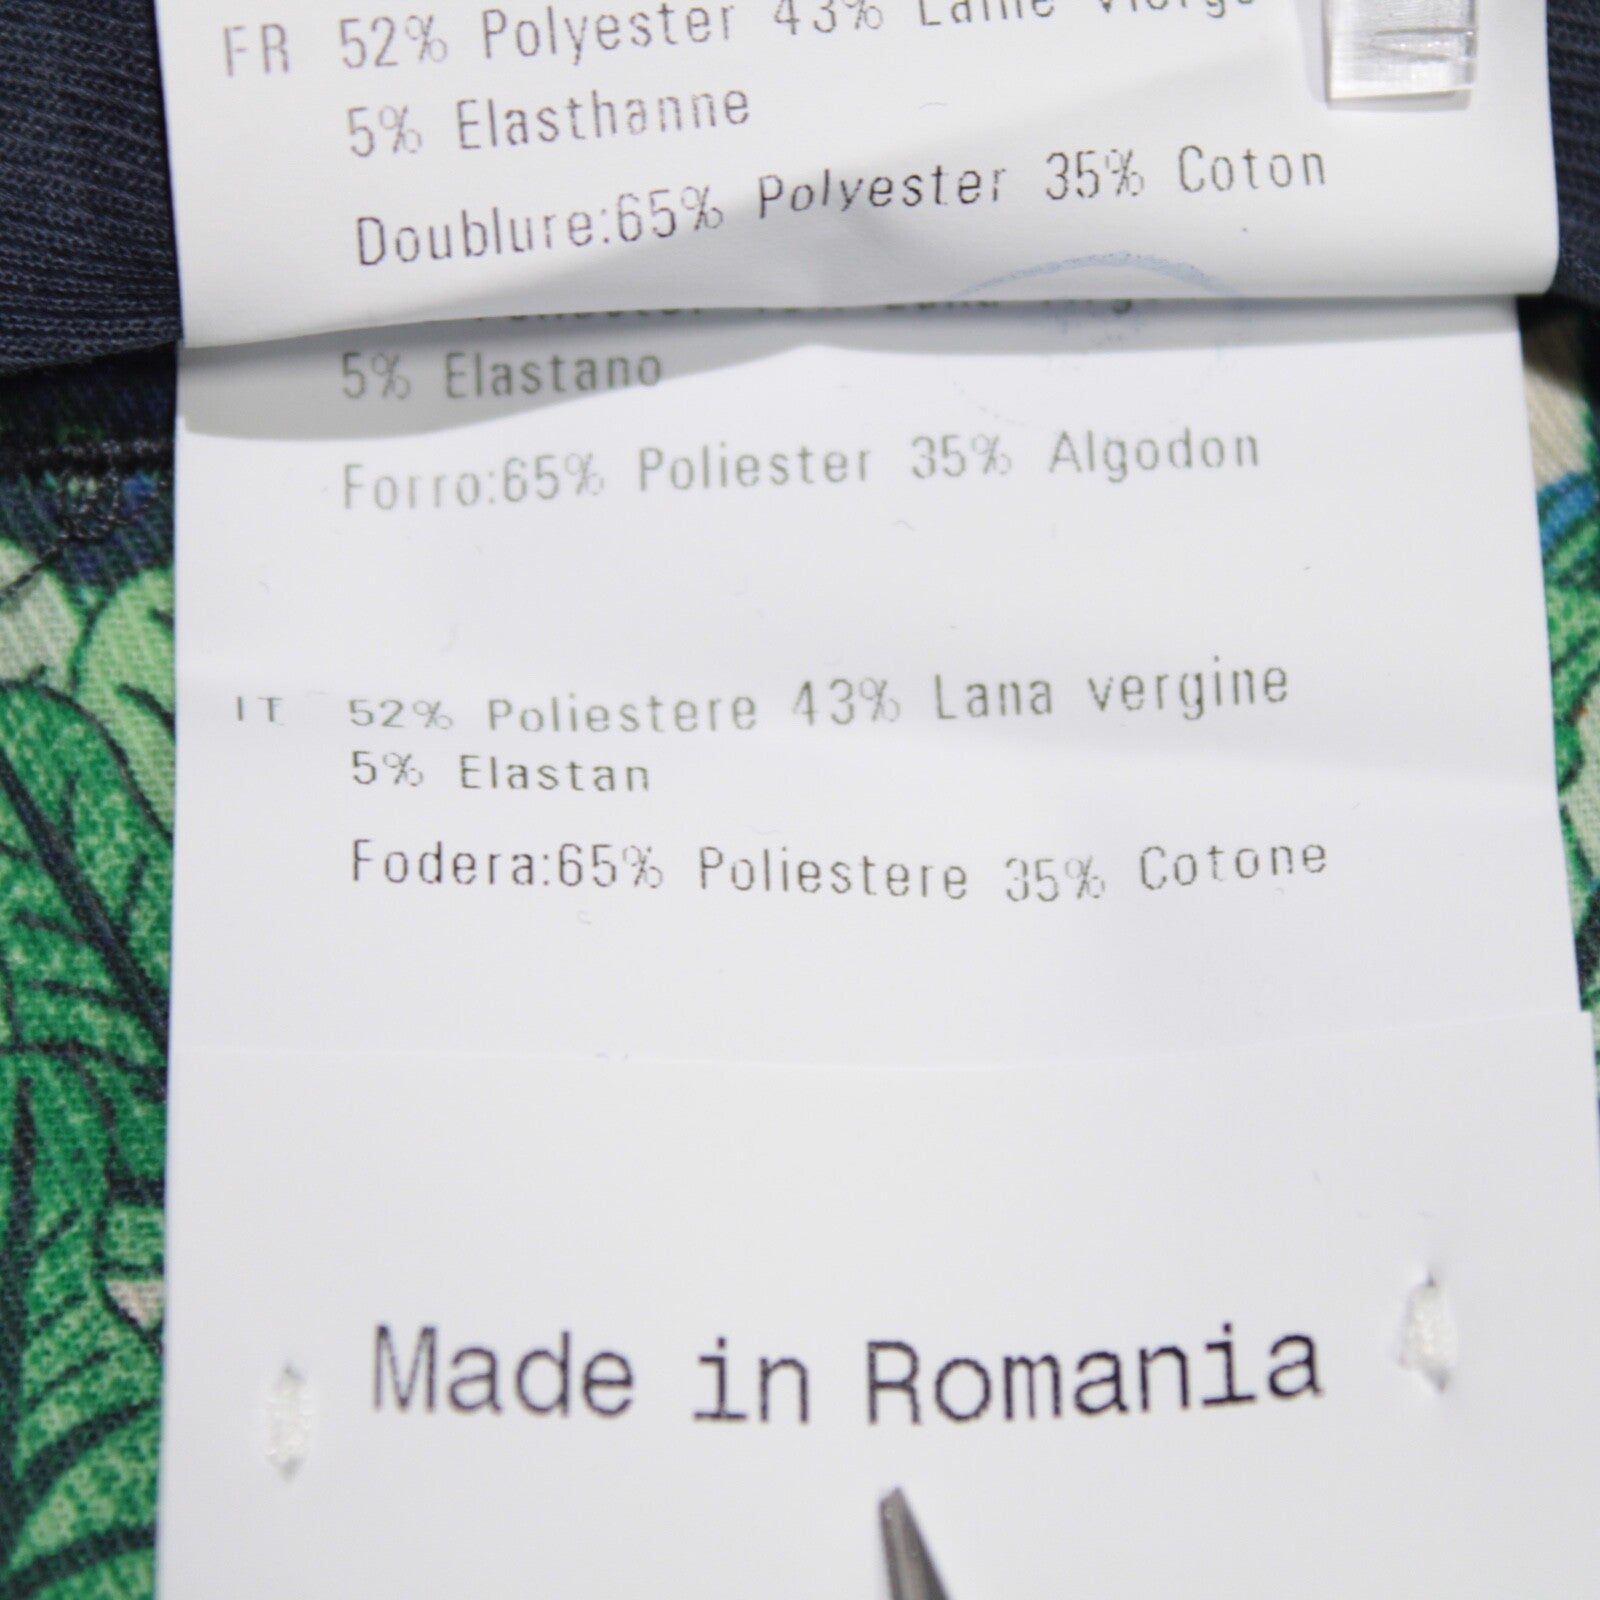 FR 52% Polyester 43% Laine Vierge
5% Elasthanne
Doublure:65% Polyester 35% Coton
5% Elastano
Forro:65% Poliester 35% Algodon
IT 52% Poliestere 43% Lana vergine
5% Elastan
Fodera:65% Poliestere 35% Cotone
Made in Romania